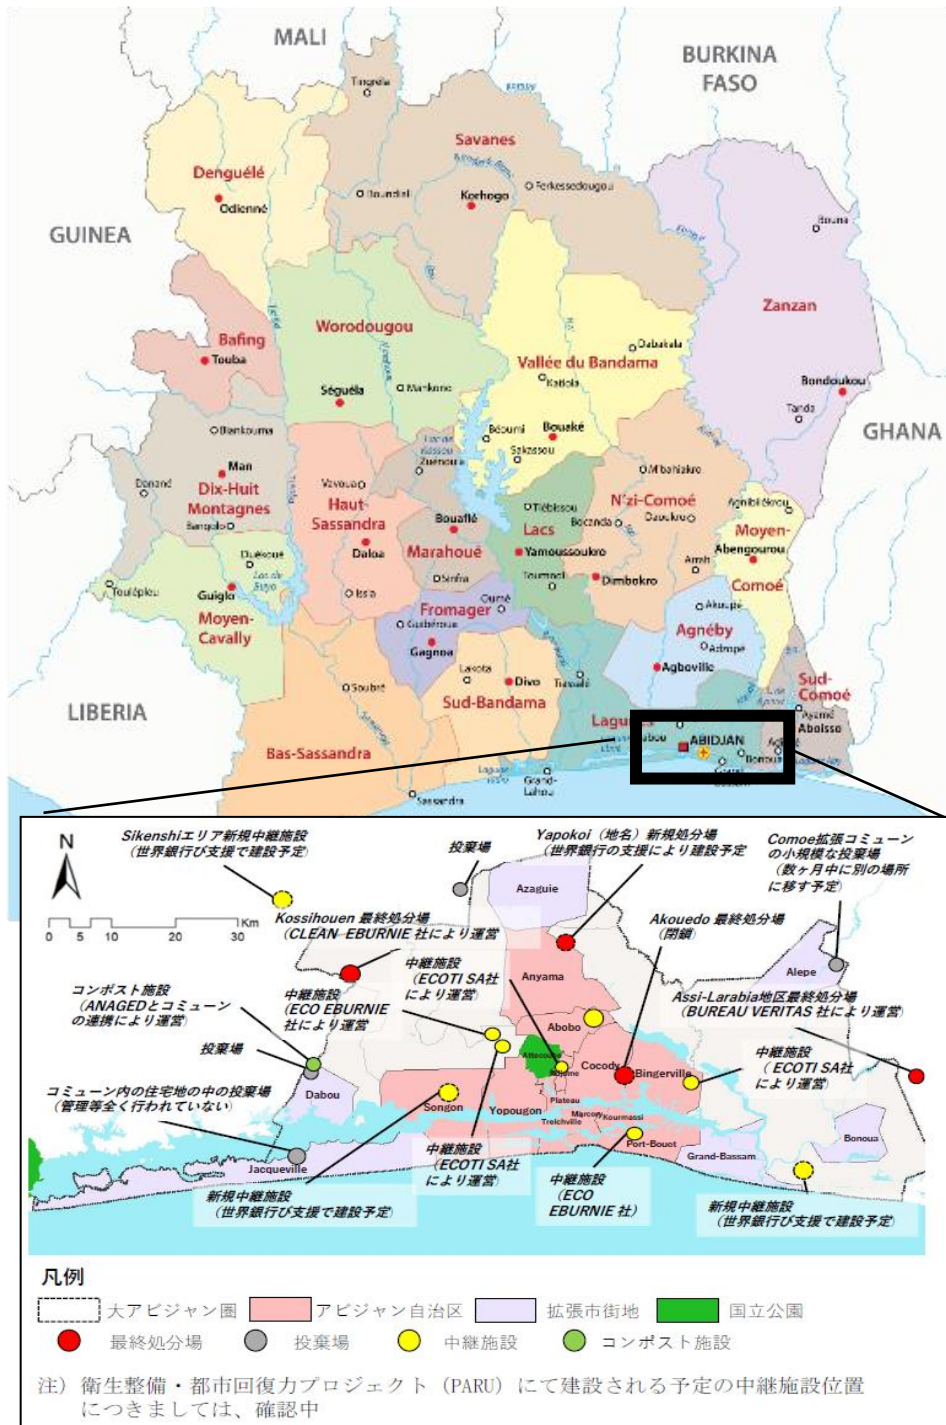 MALI
BURKINA
FASO
Tingréla
Savanes
Denguélé
Odienné
Boundiali
Korhogo
Ferkessedougou
GUINEA
Bouna
Zanzan
Bafing
Touba
Worodougou
Vallée du Bandama
Dabakala
Katiola
Mankono
Séguéla
Bondoukou
Tanda
GHANA
Biankouma
Béoumi
Bouaké
Sakassou
Lac de
Kossou
Zuénoula
Man
Danané
Dix-Huit
Montagnes
Bangolo
Vavoua
Haut-
Sassandra
Daloa
M'bahiakro
N'zi-Comoé
Tiébissou
Bocanda
Daoukro
Agnibilékrou
Moyen-
Abengourou
Comoé
Bouaflé
Marahoué
Lacs
Yamoussoukro
Sinfra
Toumodi
Dimbokro
Arrah
Duékoué
Lac de
Buyo
Toulépleu
Guiglo
Moyen-
Cavally
Issia
Fromager
Oumé
Guibéroua
Gagnoa
Akoupé
Agnéby
Adzopé
Agboville
Soubré
Lakota
Divo
Tiassalé
Sud-Bandama
Sud-
Comoé
Ayamé
Aboisso
LIBERIA
Bas-Sassandra
Lagunes
ABIDJAN
Bonoua
Sassandra
Grand-
Lahou
N
0 5 10 20 30 Km
Sikenshiエリア新規中継施設
(世界銀行び支援で建設予定)
投棄場
Yapokoi(地名)新規処分場
(世界銀行の支援により建設予定
Comoe拡張コミューン
の小規模な投棄場
(数ヶ月中に別の場所
に移す予定)
Azaguie
Kossihouen 最終処分場
(CLEAN EBURNIE 社により運営
Akouedo 最終処分場
(閉鎖)
コンポスト施設
(ANAGEDとコミューン
の連携により運営)
中継施設
(ECO EBURNIE
社により運営)
中継施設
(ECOTI SA社
により運営)
Anyama
Alepe
Assi-Larabia地区最終処分場
(BUREAU VERITAS 社により運営)
投棄場
Abobo
Attecoube
Adjame
Cocody
Bingerville
中継施設
(ECOTI SA社
により運営)
コミューン内の住宅地の中の投棄場
(管理等全く行われていない)
Dabou
Songon
Yopougon
Plateau
Treichville
Marcory
Kourmassi
Port-Bouet
Bonoua
Grand-Bassam
Jacqueville
新規中継施設
(世界銀行び支援で建設予定)
中継施設
(ECOTI SA社
により運営)
中継施設
(ECO
EBURNIE 社)
新規中継施設
(世界銀行び支援で建設予定)
凡例
大アビジャン圏 アビジャン自治区 拡張市街地 国立公園
最終処分場 投棄場 中継施設 コンポスト施設
注) 衛生整備・都市回復力プロジェクト (PARU) にて建設される予定の中継施設位置
につきましては、確認中